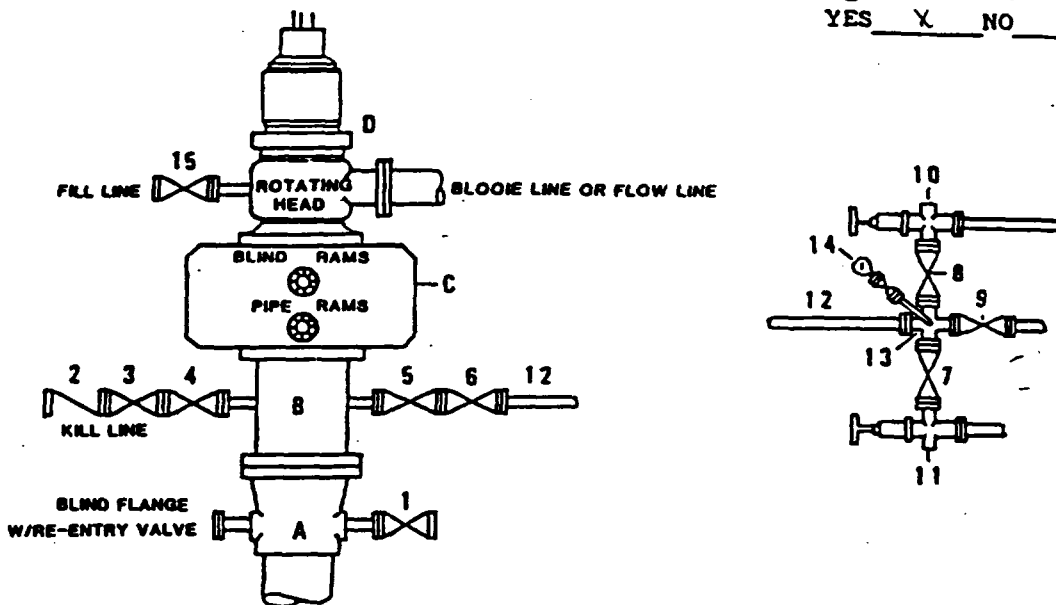 YES X NO
D
15
FILL LINE
ROTATING
HEAD
BLOOIE LINE OR FLOW LINE
10
BLIND RAMS
C
PIPE RAMS
14
8
12
9
13
2 3 4
B
5 6 12
7
KILL LINE
11
BLIND FLANGE
W/RE-ENTRY VALVE
A
1